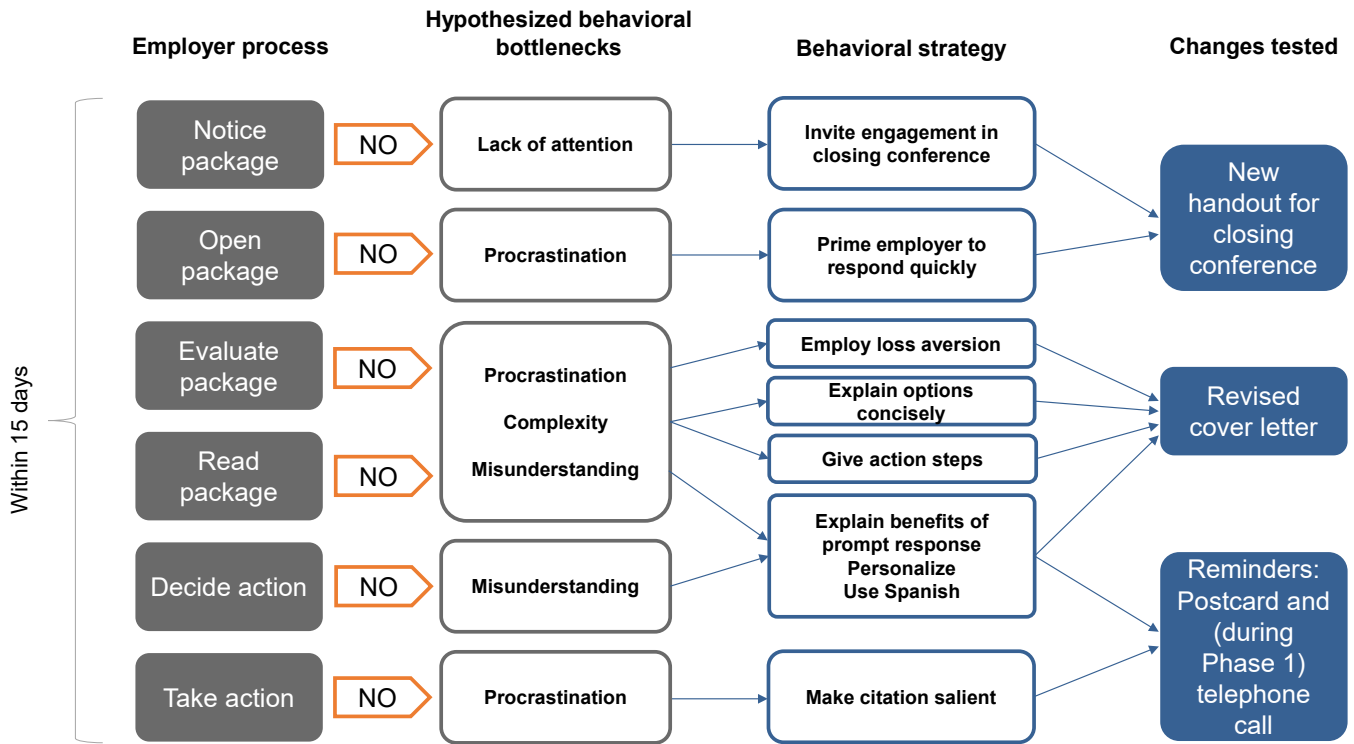 Employer process
Hypothesized behavioral
bottlenecks
Behavioral strategy
Changes tested
Within 15 days
Notice
package
NO
Lack of attention
Invite engagement in
closing conference
Open
package
NO
Procrastination
Prime employer to
respond quickly
New
handout for
closing
conference
Evaluate
package
NO
Read
package
NO
Procrastination
Complexity
Misunderstanding
Employ loss aversion
Explain options
concisely
Give action steps
Revised
cover letter
Decide action
NO
Misunderstanding
Explain benefits of
prompt response
Personalize
Use Spanish
Take action
NO
Procrastination
Make citation salient
Reminders:
Postcard and
(during
Phase 1)
telephone
call